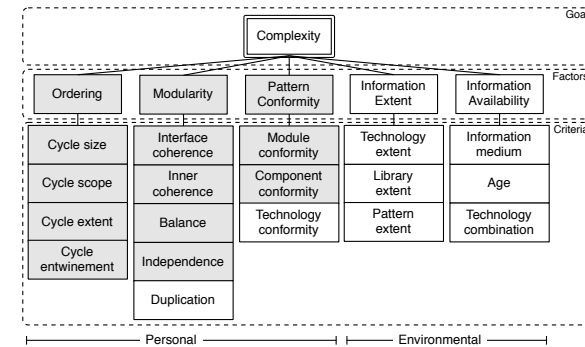 Goal
Complexity
Factors
Ordering
Modularity
Pattern
Conformity
Information
Extent
Information
Availability
Criteria
Cycle size
Cycle scope
Cycle extent
Cycle
entwinement
Interface
coherence
Inner
coherence
Balance
Independence
Duplication
Module
conformity
Component
conformity
Technology
conformity
Technology
extent
Library
extent
Pattern
extent
Information
medium
Age
Technology
combination
Personal
Environmental